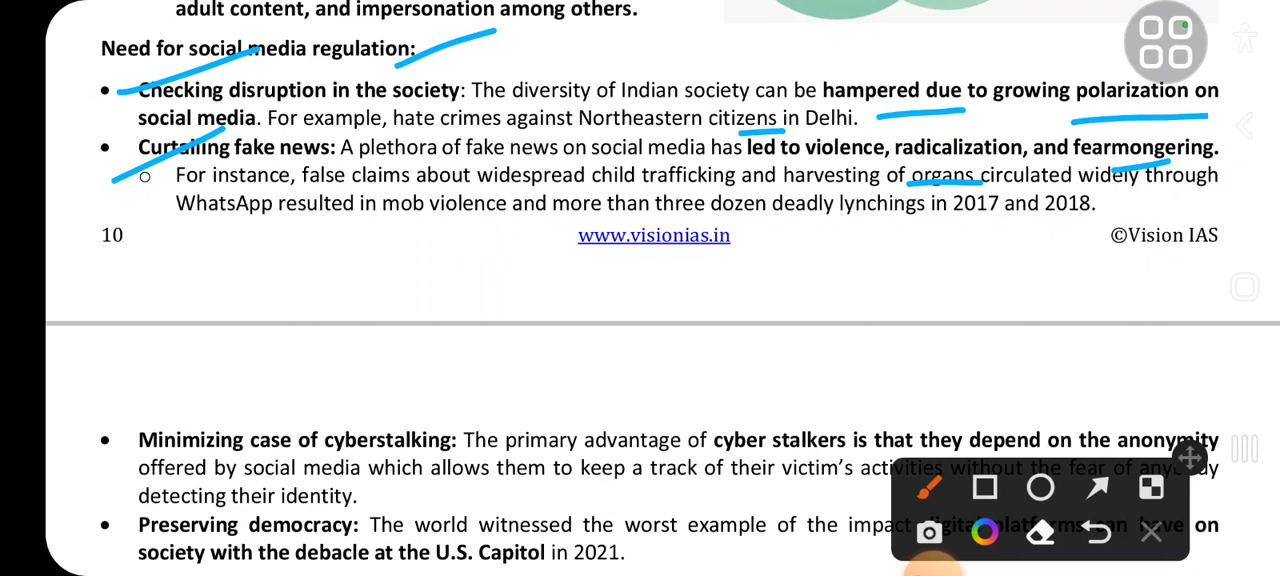 adult content, and impersonation among others.
Need for social media regulation:
• Checking disruption in the society: The diversity of Indian society can be hampered due to growing polarization on
social media. For example, hate crimes against Northeastern citizens in Delhi.
• Curtailing fake news: A plethora of fake news on social media has led to violence, radicalization, and fearmongering.
o For instance, false claims about widespread child trafficking and harvesting of organs circulated widely through
WhatsApp resulted in mob violence and more than three dozen deadly lynchings in 2017 and 2018.
10 www.visionias.in ©Vision IAS
• Minimizing case of cyberstalking: The primary advantage of cyber stalkers is that they depend on the anonymity
offered by social media which allows them to keep a track of their victim's activities without the fear of anybody
detecting their identity.
• Preserving democracy: The world witnessed the worst example of the impact digital platforms can have on
society with the debacle at the U.S. Capitol in 2021.